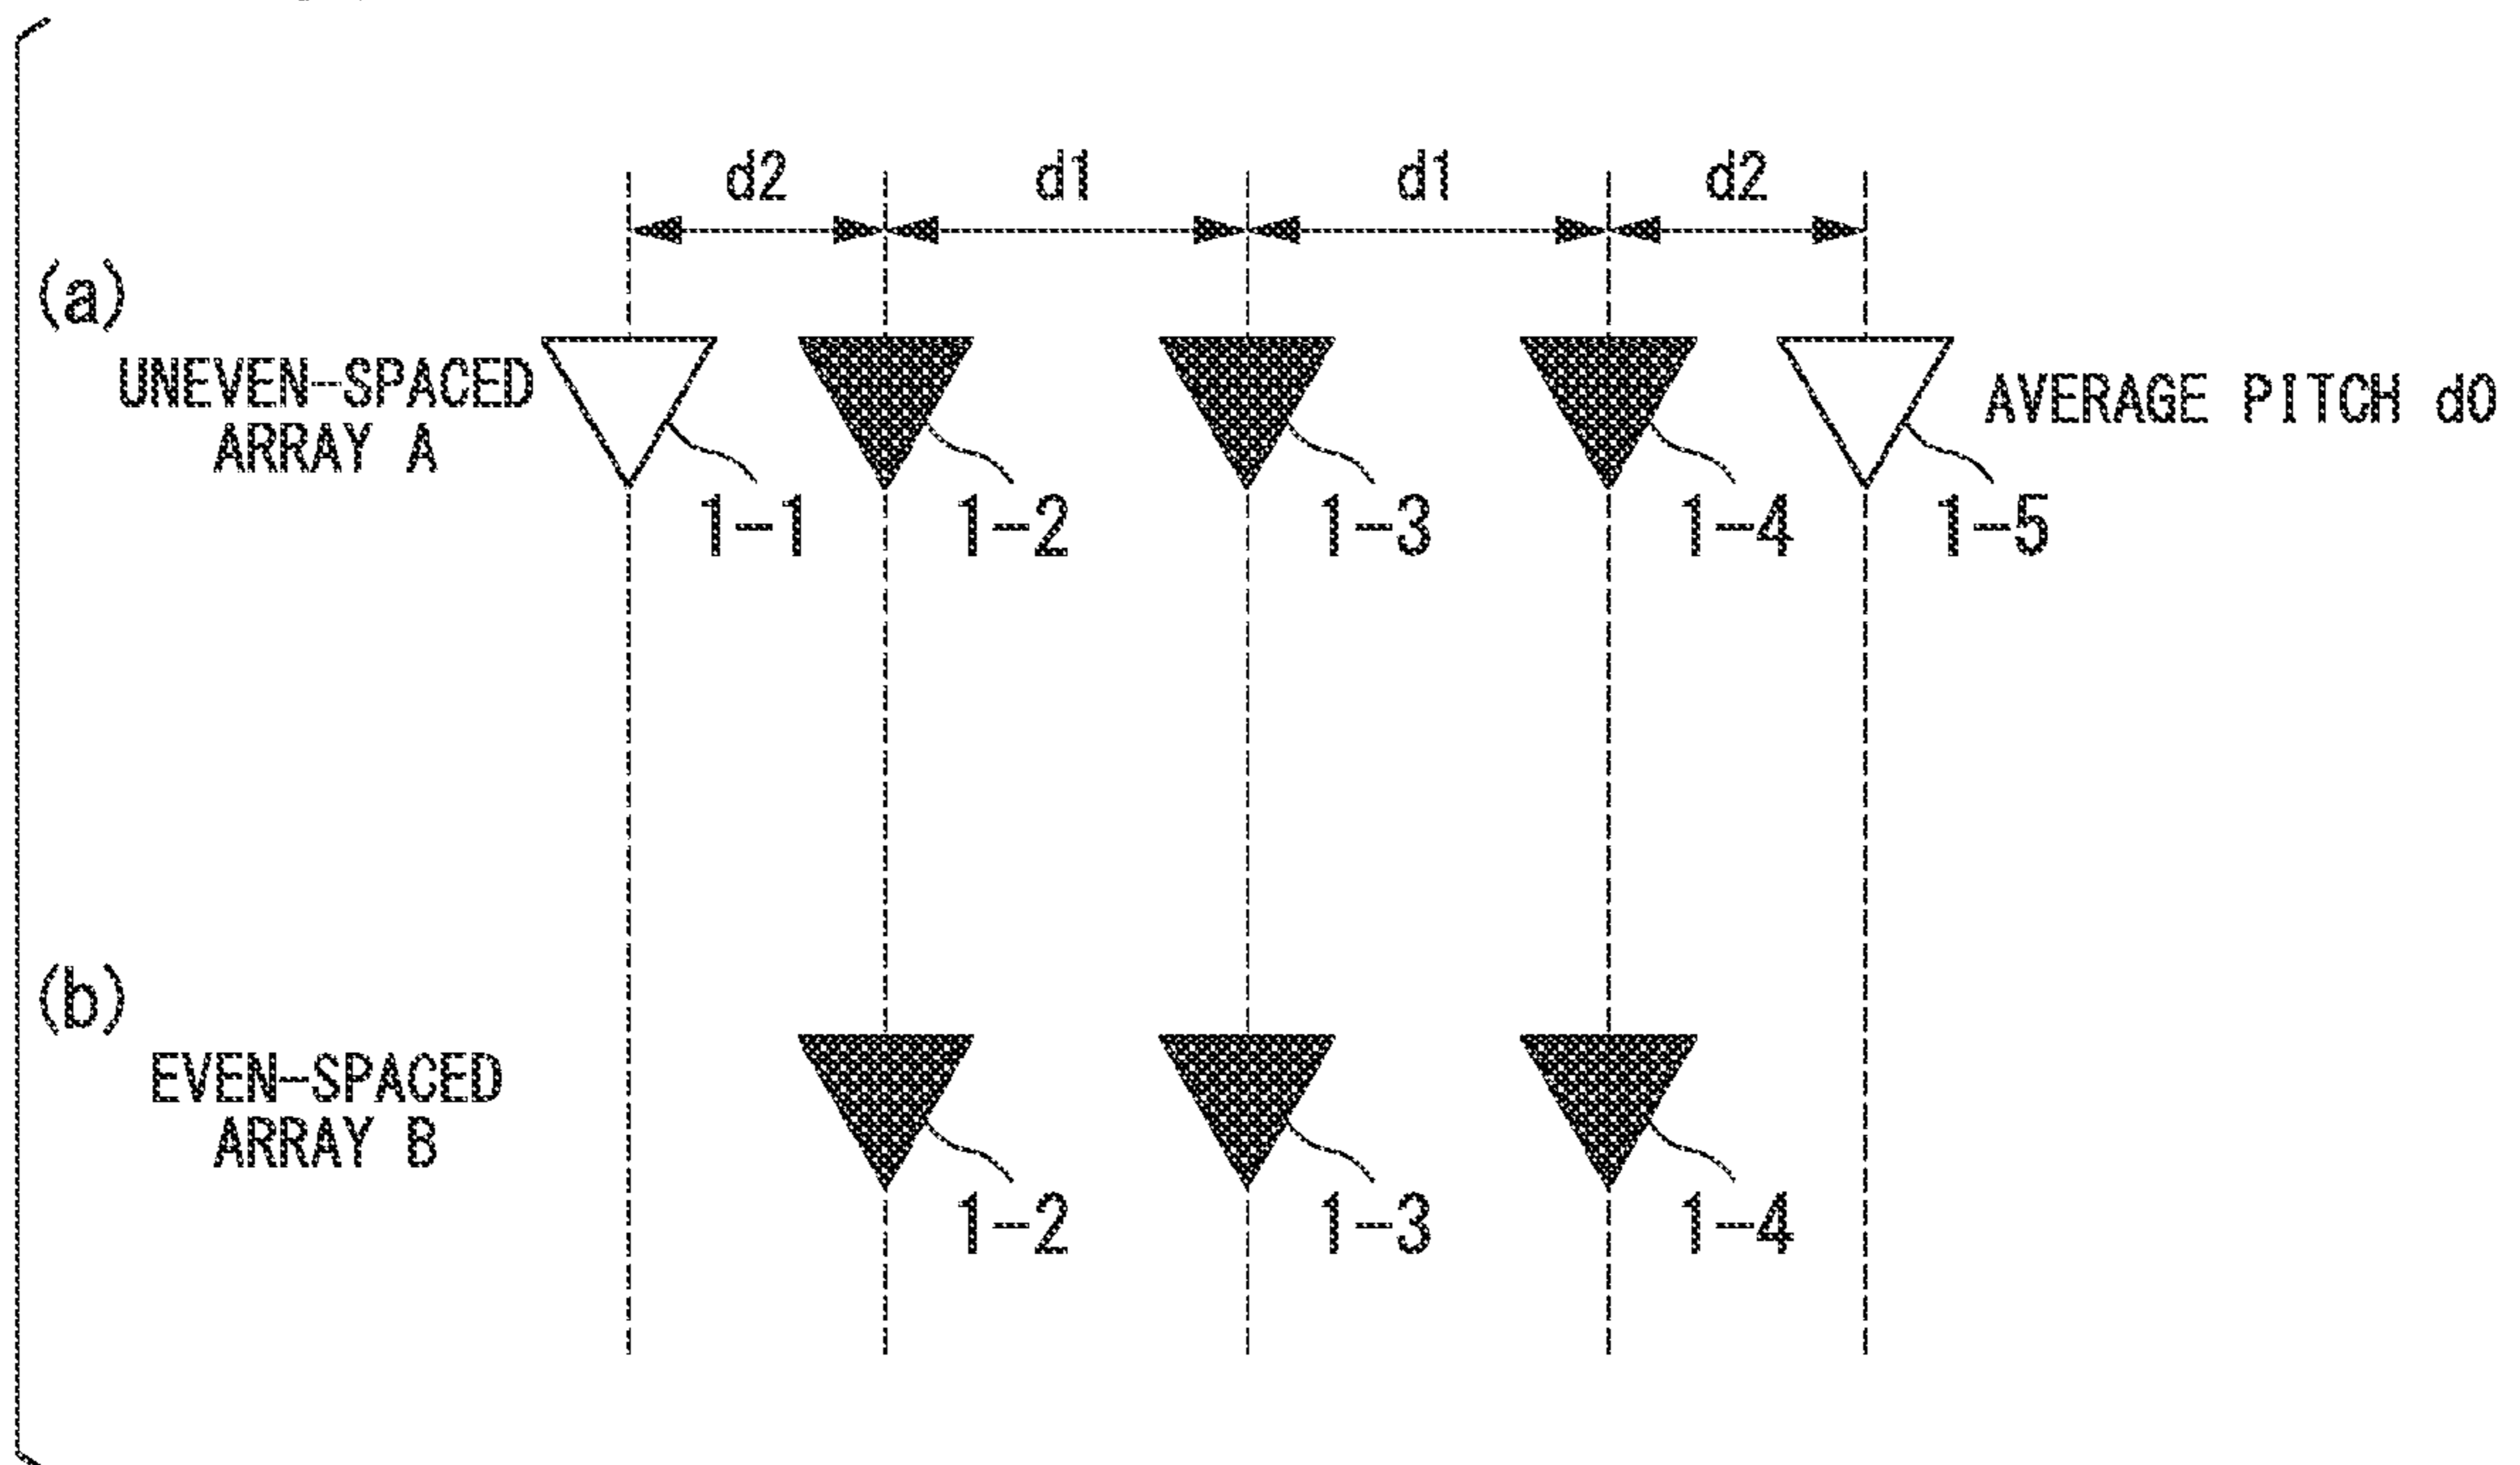 d2 d1 d1 d2
(a)
UNEVEN-SPACED
ARRAY A
AVERAGE PITCH d0
1-1 1-2 1-3 1-4 1-5
(b)
EVEN-SPACED
ARRAY B
1-2 1-3 1-4